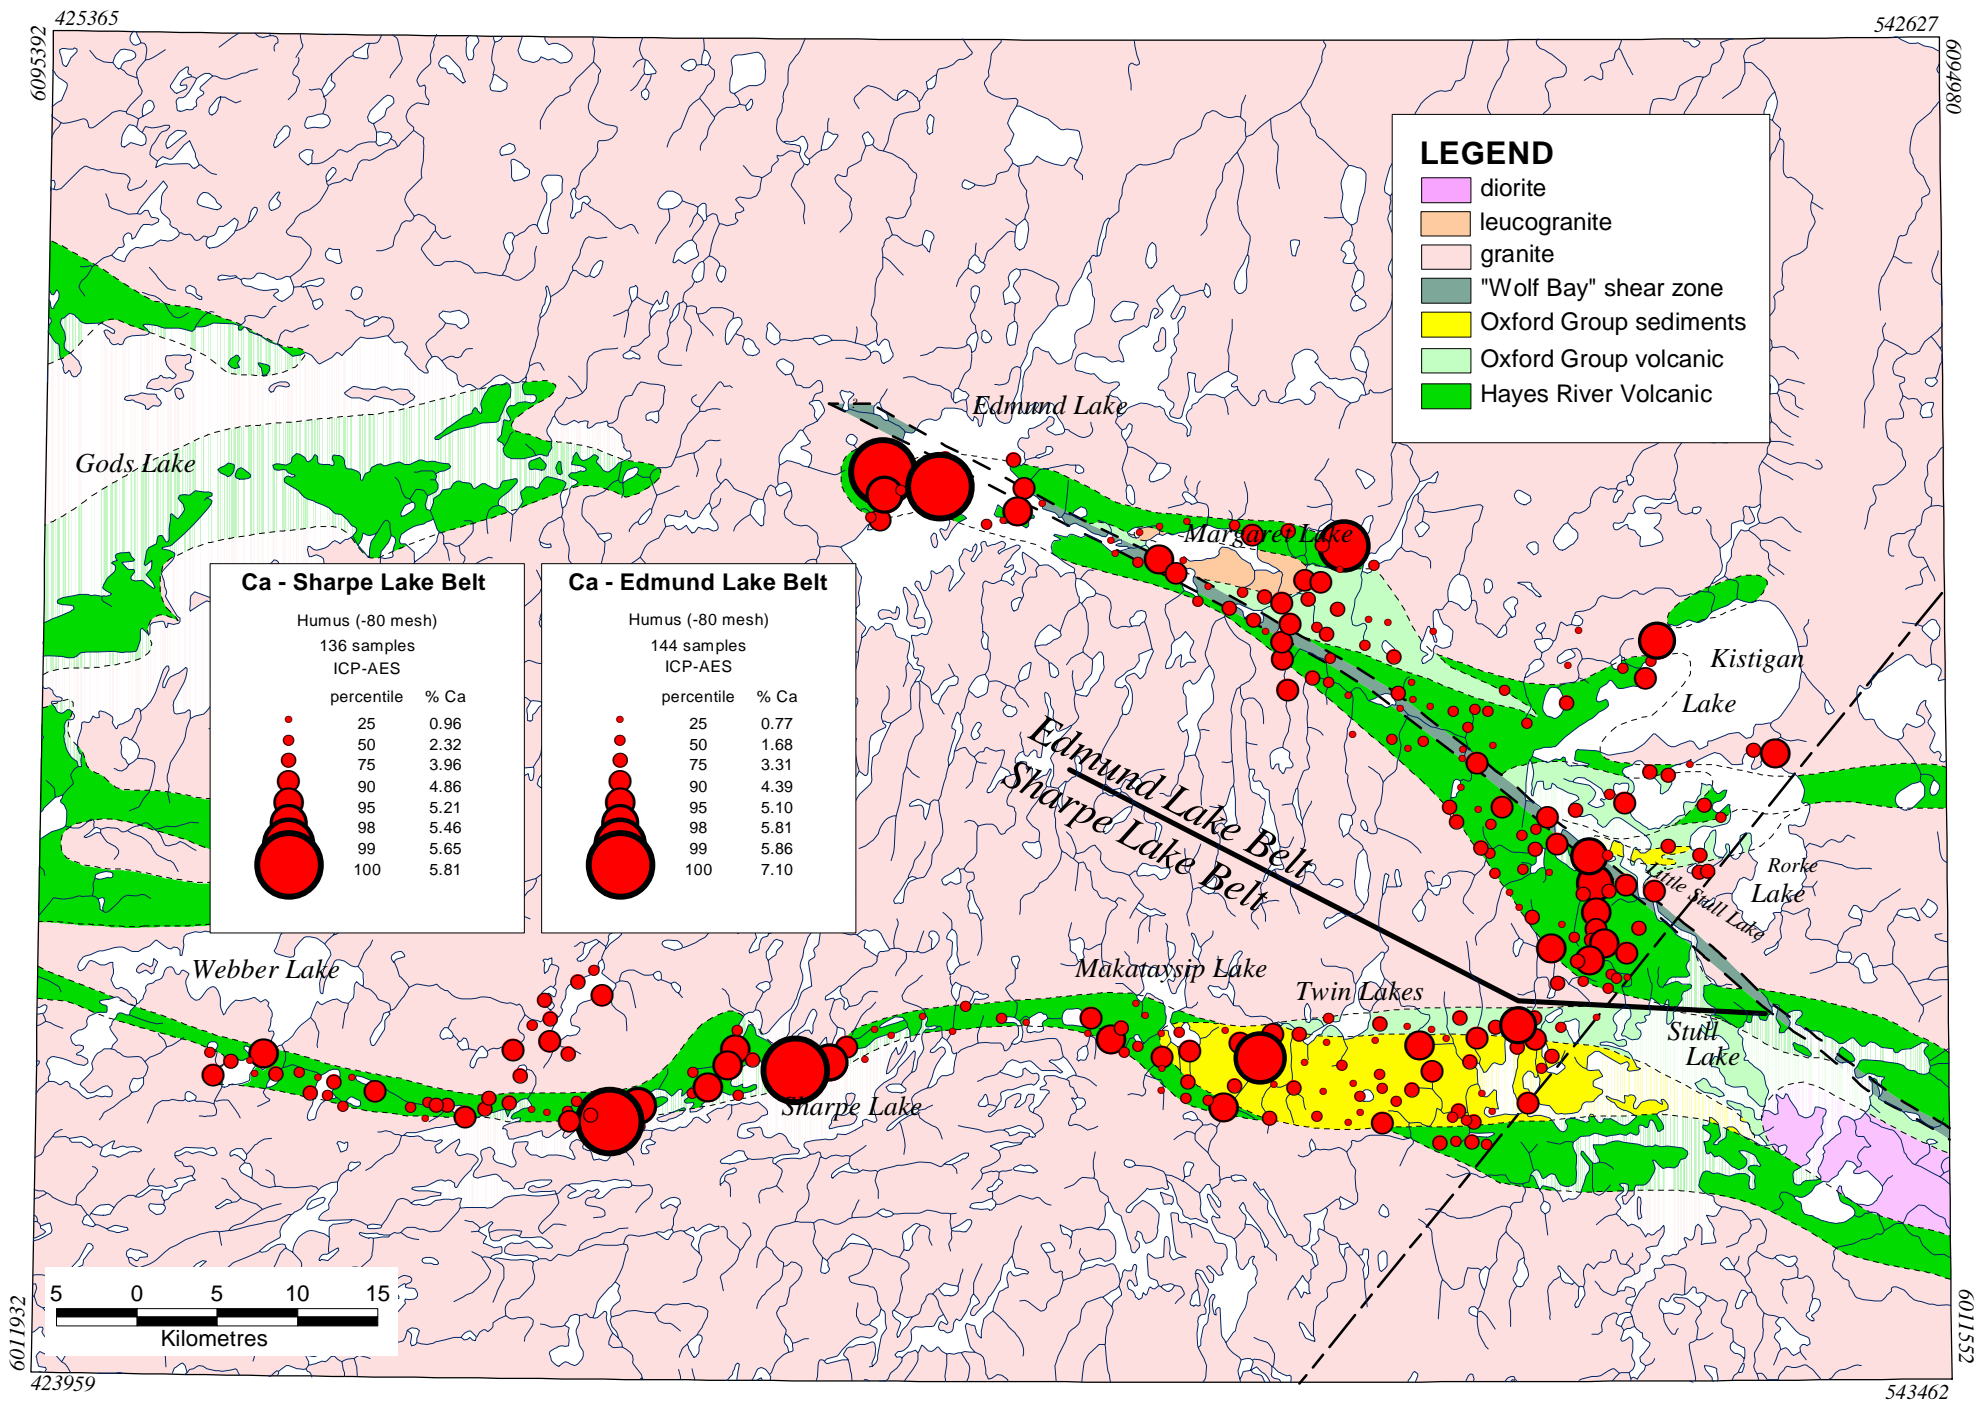 425365
542627
6095392
6094980
LEGEND
diorite
leucogranite
granite
"Wolf Bay" shear zone
Oxford Group sediments
Oxford Group volcanic
Hayes River Volcanic
Edmund Lake
Gods Lake
Margaret Lake
Ca - Sharpe Lake Belt
Humus (-80 mesh)
136 samples
ICP-AES
percentile % Ca
25 0.96
50 2.32
75 3.96
90 4.86
95 5.21
98 5.46
99 5.65
100 5.81
Ca - Edmund Lake Belt
Humus (-80 mesh)
144 samples
ICP-AES
percentile % Ca
25 0.77
50 1.68
75 3.31
90 4.39
95 5.10
98 5.81
99 5.86
100 7.10
Kistigan
Lake
Edmund Lake Belt
Sharpe Lake Belt
Rorke
Lake
Little Stull Lake
Webber Lake
Makataysip Lake
Twin Lakes
Stull
Lake
Sharpe Lake
5 0 5 10 15
Kilometres
6011932
6011552
423959
543462